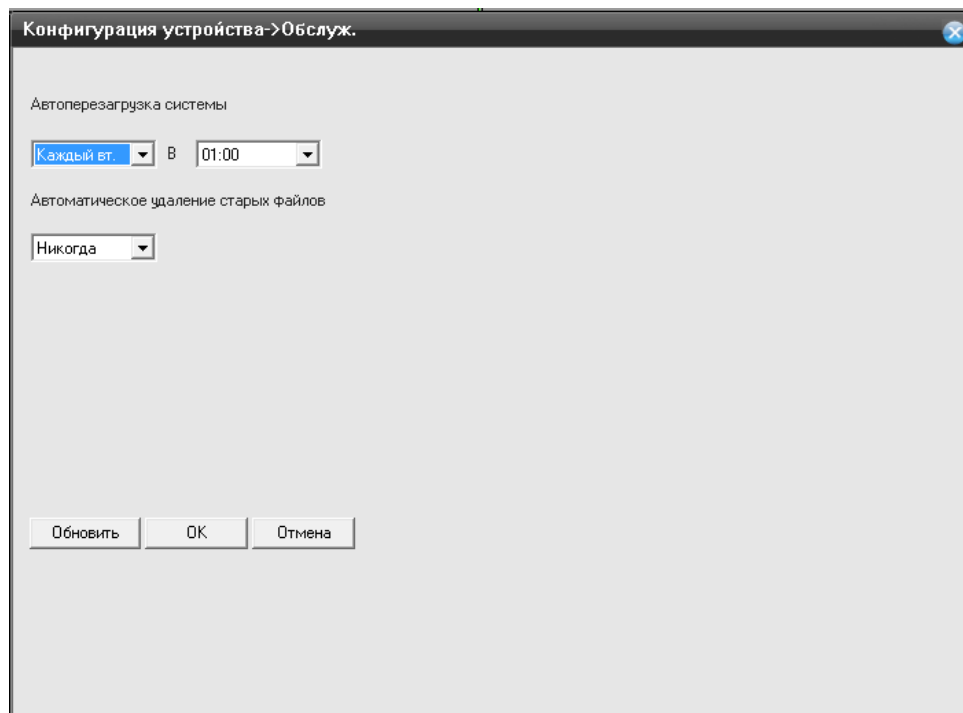 Конфигурация устройства->Обслуж.
Автоперезагрузка системы
Каждый вт. В 01:00
Автоматическое удаление старых файлов
Никогда
Обновить OK Отмена